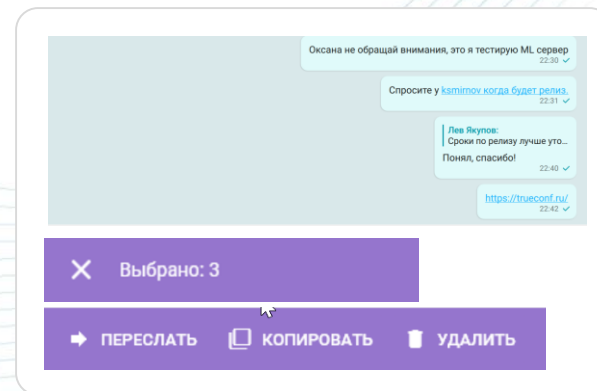 Оксана не обращай внимания, это я тестирую ML сервер
22:30
Спросите у ksmirnov когда будет релиз.
22:31
Лев Якупов:
Сроки по релизу лучше уто...
Понял, спасибо!
22:40
https://trueconf.ru/
22:42
Выбрано: 3
ПЕРЕСЛАТЬ КОПИРОВАТЬ УДАЛИТЬ